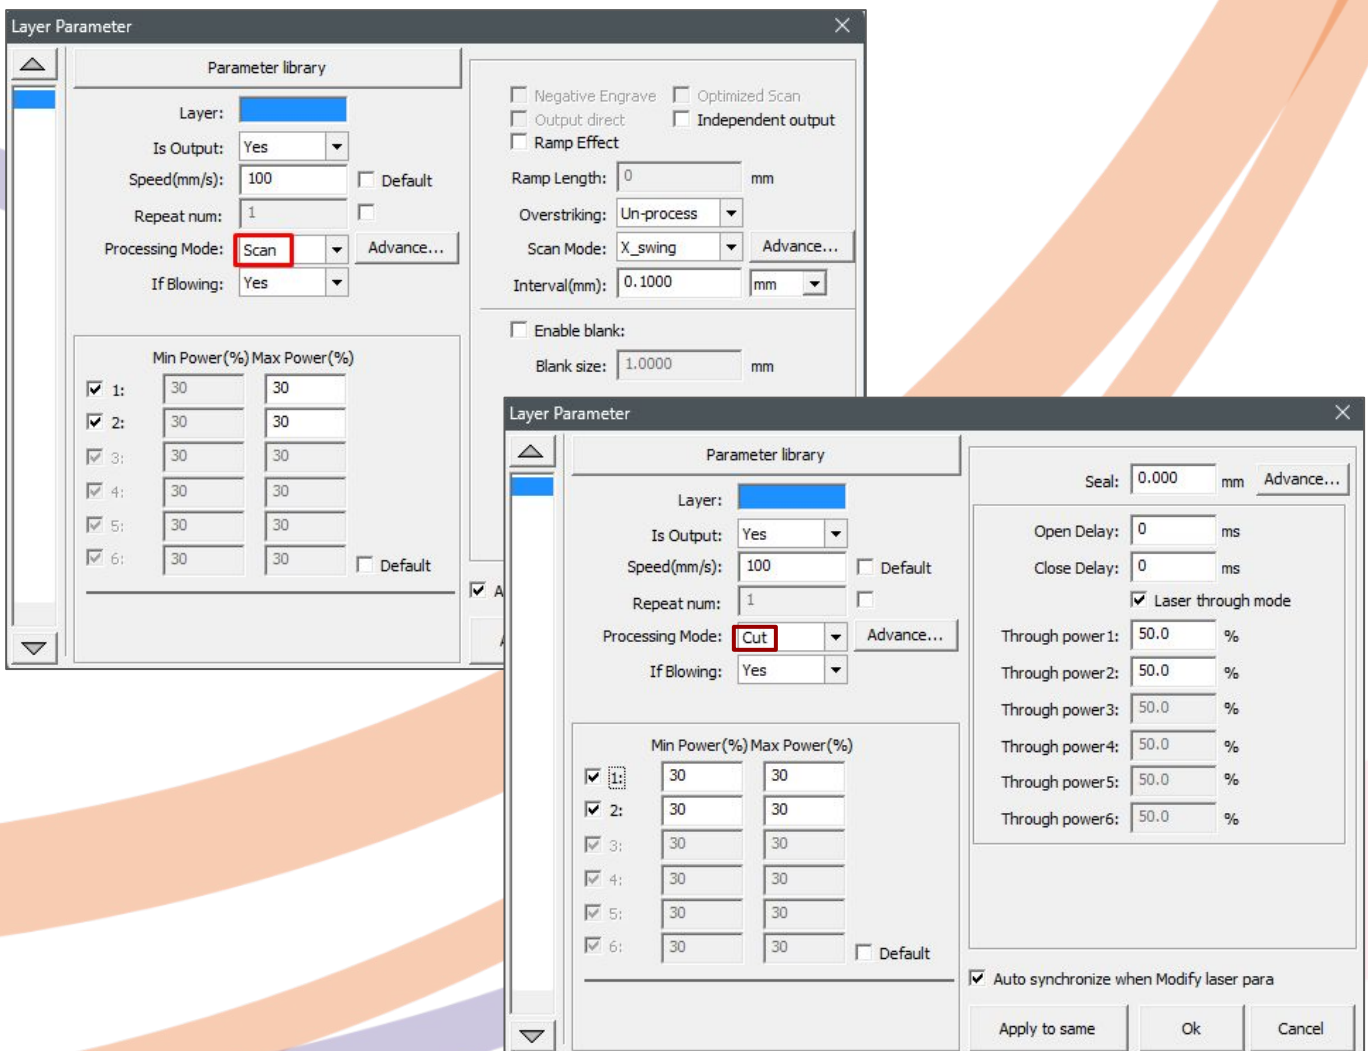 Layer Parameter
Parameter library
Layer:
Is Output: Yes
Speed(mm/s): 100 Default
Repeat num: 1
Processing Mode: Scan Advance...
If Blowing: Yes
Min Power(%) Max Power(%)
1: 30 30
2: 30 30
3: 30 30
4: 30 30
5: 30 30
6: 30 30 Default
Negative Engrave Optimized Scan
Output direct Independent output
Ramp Effect
Ramp Length: 0 mm
Overstriking: Un-process
Scan Mode: X_swing Advance...
Interval(mm): 0.1000 mm
Enable blank:
Blank size: 1.0000 mm
Layer Parameter
Parameter library
Layer:
Is Output: Yes
Speed(mm/s): 100 Default
Repeat num: 1
Processing Mode: Cut Advance...
If Blowing: Yes
Min Power(%) Max Power(%)
1: 30 30
2: 30 30
3: 30 30
4: 30 30
5: 30 30
6: 30 30 Default
Seal: 0.000 mm Advance...
Open Delay: 0 ms
Close Delay: 0 ms
Laser through mode
Through power1: 50.0 %
Through power2: 50.0 %
Through power3: 50.0 %
Through power4: 50.0 %
Through power5: 50.0 %
Through power6: 50.0 %
Auto synchronize when Modify laser para
Apply to same Ok Cancel